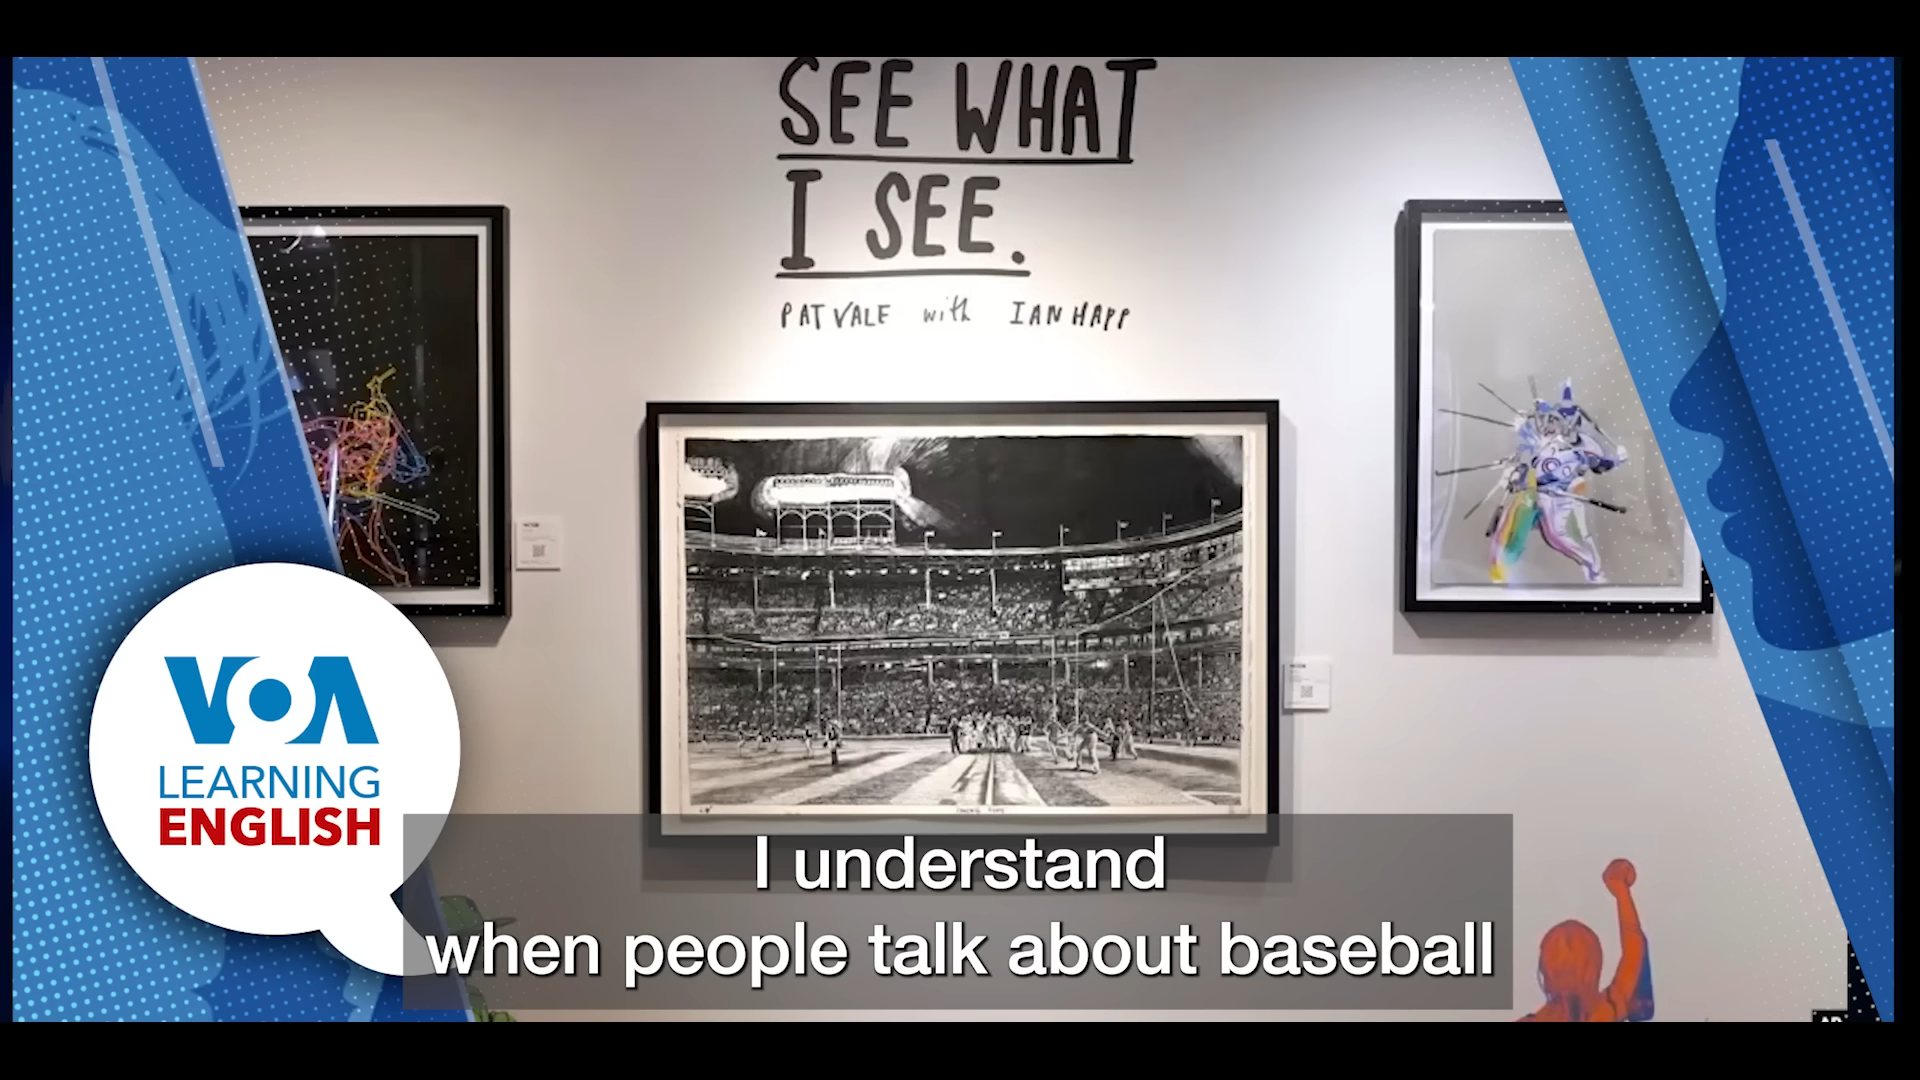 SEE WHAT
I SEE.
PAT VALE with IAN HAPP
VOA
LEARNING
ENGLISH
I understand
when people talk about baseball